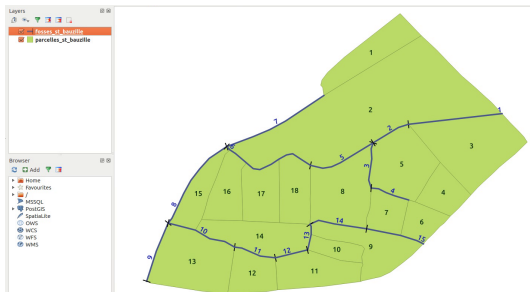 Layers
fosses_st_bauzille
parcelles_st_bauzille
Browser
Add
Home
Favourites
/
MSSQL
PostGIS
SpatiaLite
OWS
WCS
WFS
WMS
1
2
1
7
2
3
6
5
3
5
15
16
17
18
8
4
4
8
7
6
10
14
13
14
9
15
11
12
10
9
13
12
11